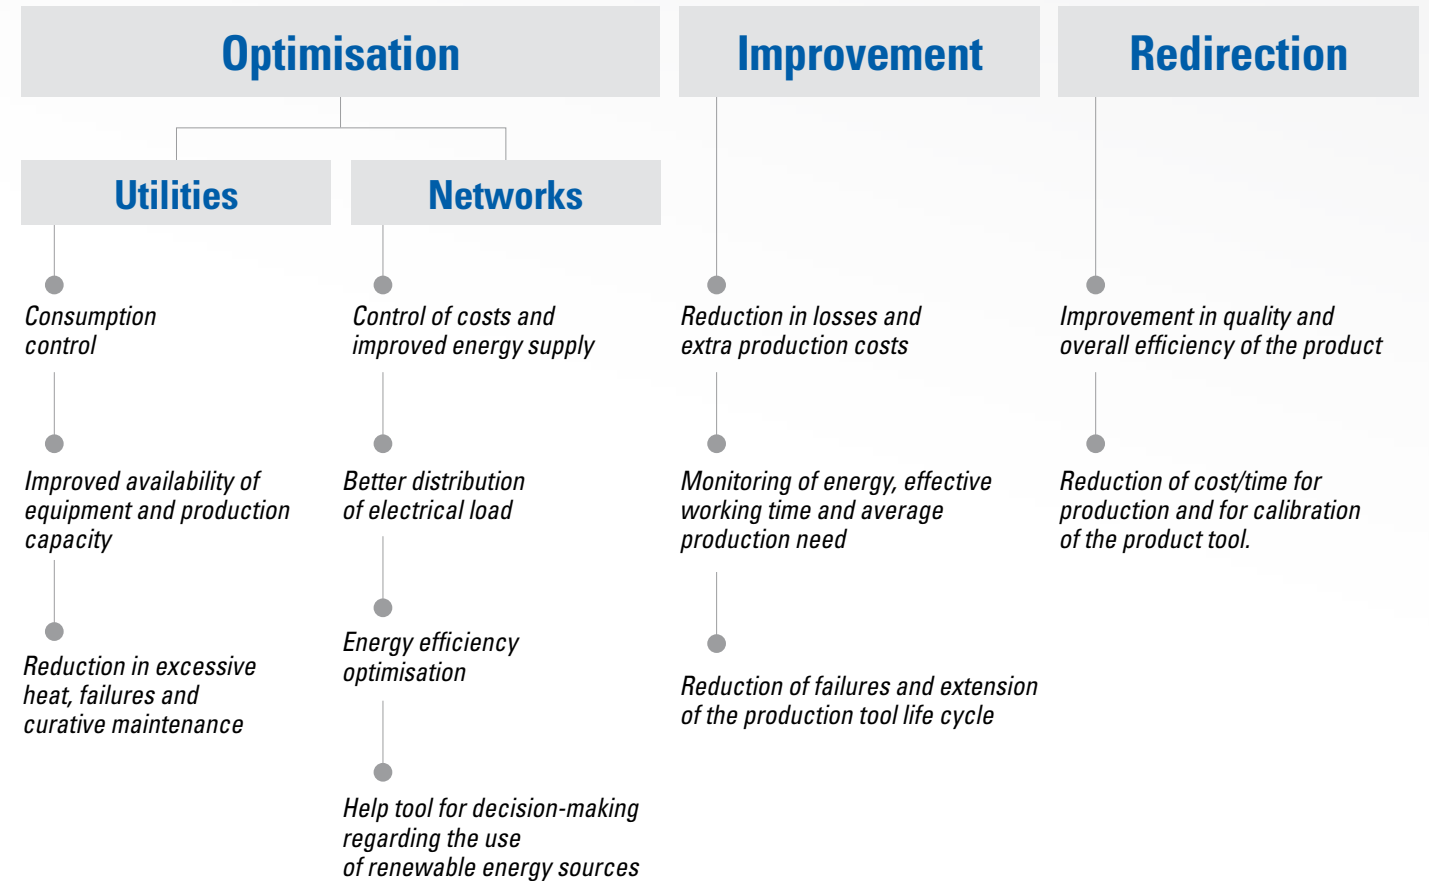 Optimisation
Utilities
Consumption
control
Improved availability of
equipment and production
capacity
Reduction in excessive
heat, failures and
curative maintenance
Networks
Control of costs and
improved energy supply
Better distribution
of electrical load
Energy efficiency
optimisation
Help tool for decision-making
regarding the use
of renewable energy sources
Improvement
Reduction in losses and
extra production costs
Monitoring of energy, effective
working time and average
production need
Reduction of failures and extension
of the production tool life cycle
Redirection
Improvement in quality and
overall efficiency of the product
Reduction of cost/time for
production and for calibration
of the product tool.